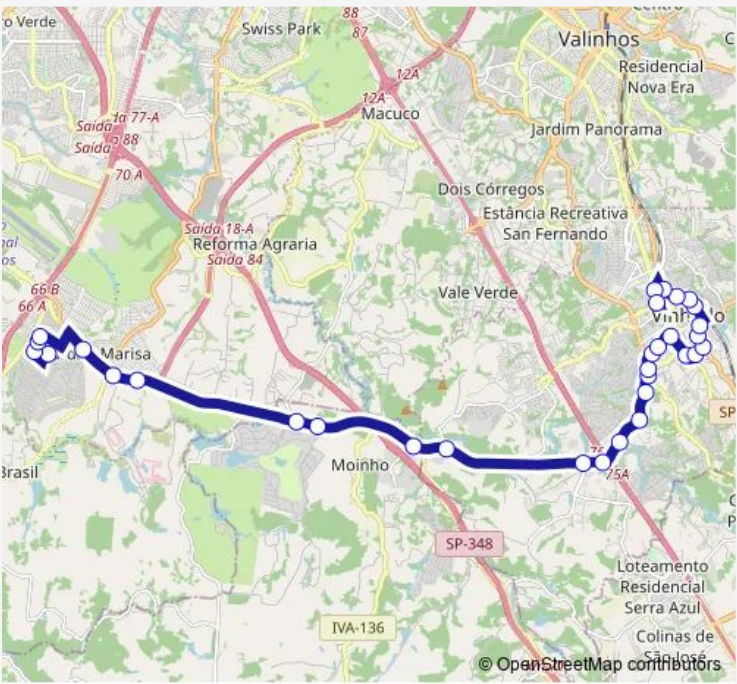 88
87
ro Verde
Swiss Park
Valinhos
Residencial
Nova Era
12A
12A
Macuco
Saída 1a 77-A
Saída 88
70 A
Jardim Panorama
Dois Córregos
Estância Recreativa
San Fernando
Saída 18-A
Reforma Agraria
Saída 84
66 B
66 A
Vale Verde
Marisa
SP
Moinho
75A
Brasil
SP-348
Loteamento
Residencial
Serra Azul
IVA-136
Colinas de
São José
© OpenStreetMap contributors